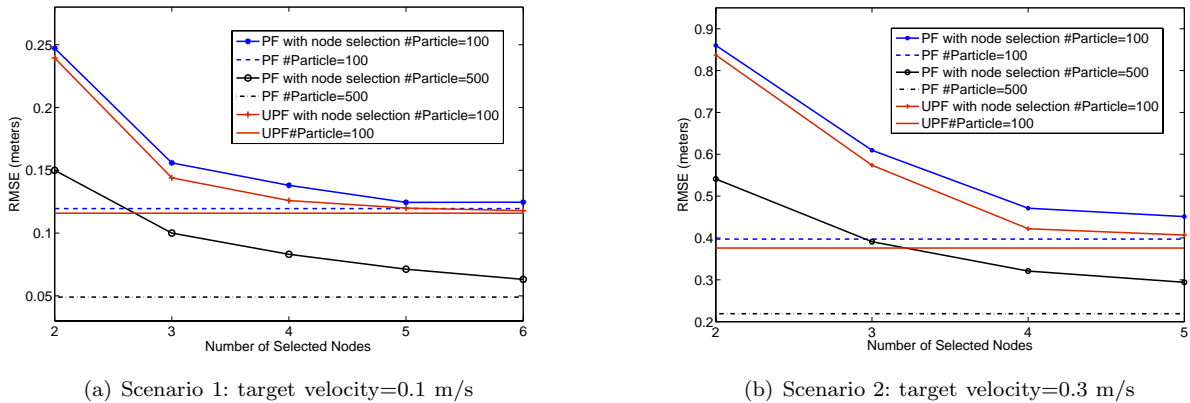 0.25
0.2
0.15
0.1
0.05
RMSE (meters)
PF with node selection #Particle=100
PF #Particle=100
PF with node selection #Particle=500
PF #Particle=500
UPF with node selection #Particle=100
UPF#Particle=100
2 3 4 5 6
Number of Selected Nodes
(a) Scenario 1: target velocity=0.1 m/s
0.9
0.8
0.7
0.6
0.5
0.4
0.3
0.2
RMSE (meters)
PF with node selection #Particle=100
PF #Particle=100
PF with node selection #Particle=500
PF #Particle=500
UPF with node selection #Particle=100
UPF#Particle=100
2 3 4 5
Number of Selected Nodes
(b) Scenario 2: target velocity=0.3 m/s